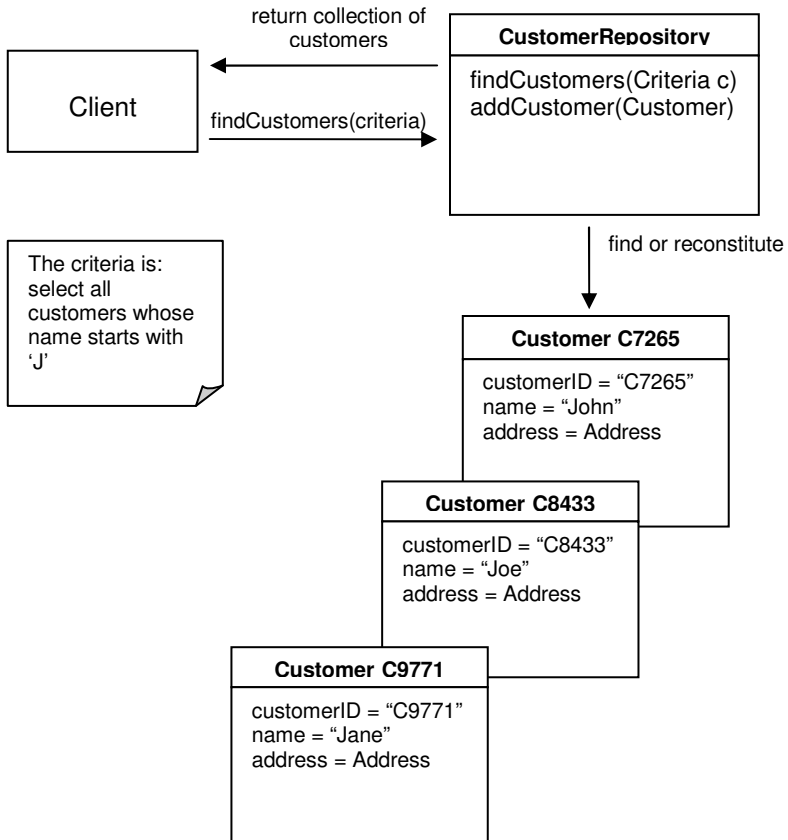 return collection of
customers
CustomerRepository
findCustomers(Criteria c)
addCustomer(Customer)
Client
findCustomers(criteria)
find or reconstitute
The criteria is:
select all
customers whose
name starts with
‘J’
Customer C7265
customerID = “C7265”
name = “John”
address = Address
Customer C8433
customerID = “C8433”
name = “Joe”
address = Address
Customer C9771
customerID = “C9771”
name = “Jane”
address = Address